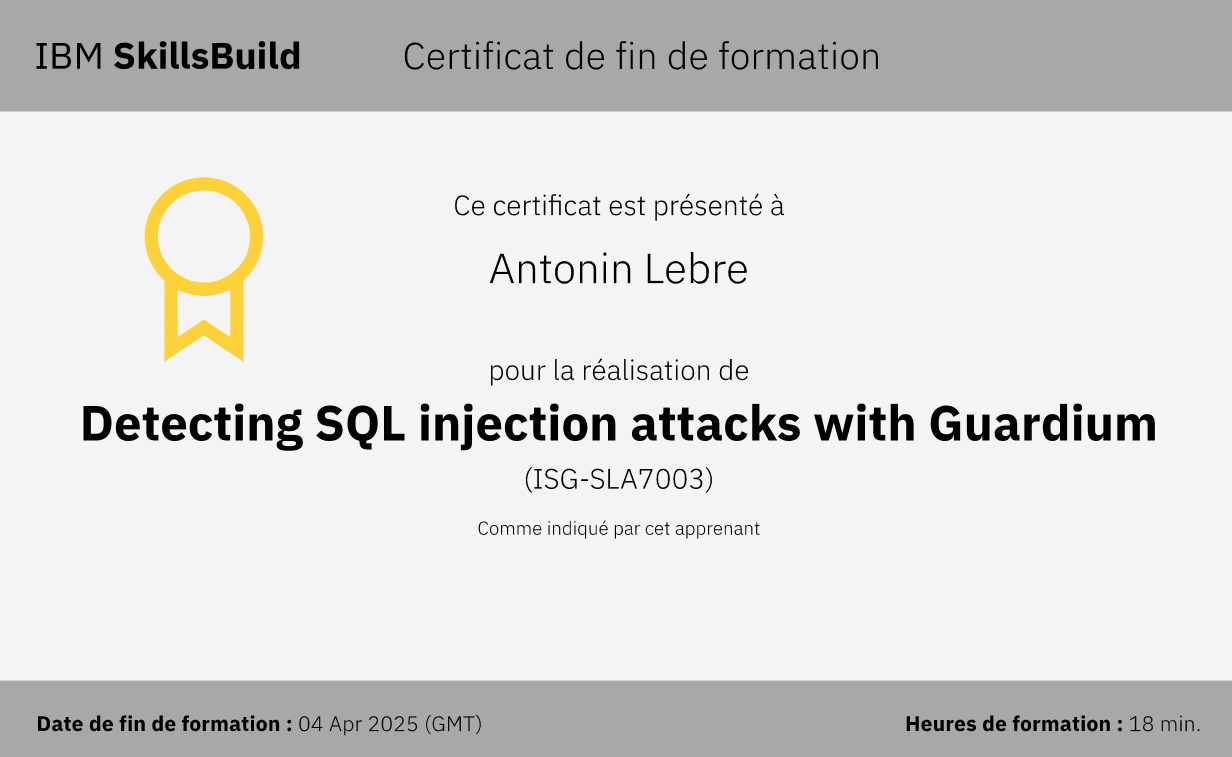 IBM SkillsBuild
Certificat de fin de formation
Ce certificat est présenté à
Antonin Lebre
pour la réalisation de
Detecting SQL injection attacks with Guardium
(ISG-SLA7003)
Comme indiqué par cet apprenant
Date de fin de formation : 04 Apr 2025 (GMT)
Heures de formation : 18 min.